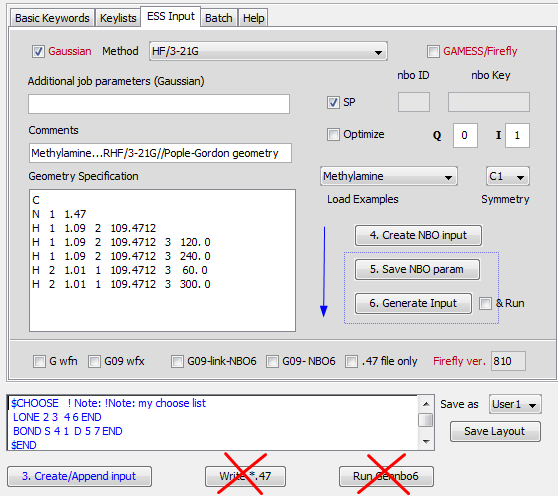 Basic Keywords Keylists ESS Input Batch Help
Gaussian Method HF/3-21G GAMESS/Firefly
nbo ID nbo Key
Additional job parameters (Gaussian)
SP
Comments
Optimize Q 0 I 1
Methylamine...RHF/3-21G//Pople-Gordon geometry
Geometry Specification
Methylamine C1
Load Examples Symmetry
C
N 1 1.47
H 1 1.09 2 109.4712
H 1 1.09 2 109.4712 3 120. 0
H 1 1.09 2 109.4712 3 240. 0
H 2 1.01 1 109.4712 3 60. 0
H 2 1.01 1 109.4712 3 300. 0
4. Create NBO input
5. Save NBO param
6. Generate Input & Run
G wfn G09 wfx G09-link-NBO6 G09- NBO6 .47 file only Firefly ver. 810
$CHOOSE ! Note: !Note: my choose list
LONE 2 3 4 6 END
BOND S 4 1 D 5 7 END
$END
Save as User1
Save Layout
3. Create/Append input Write *.47 Run Gennbo6